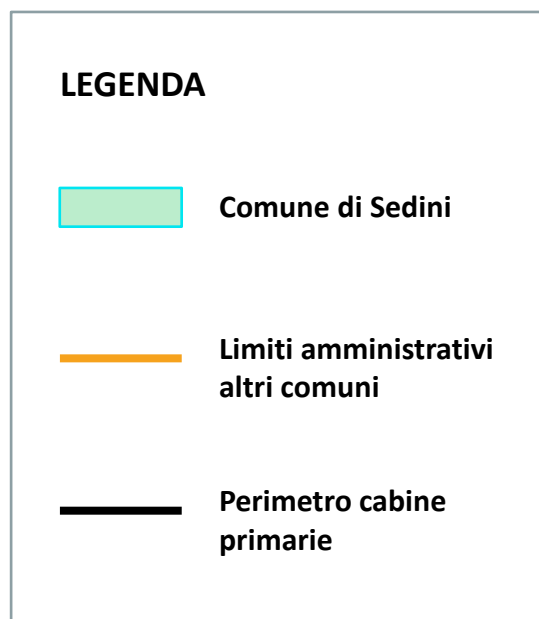 LEGENDA
Comune di Sedini
Limiti amministrativi
altri comuni
Perimetro cabine
primarie